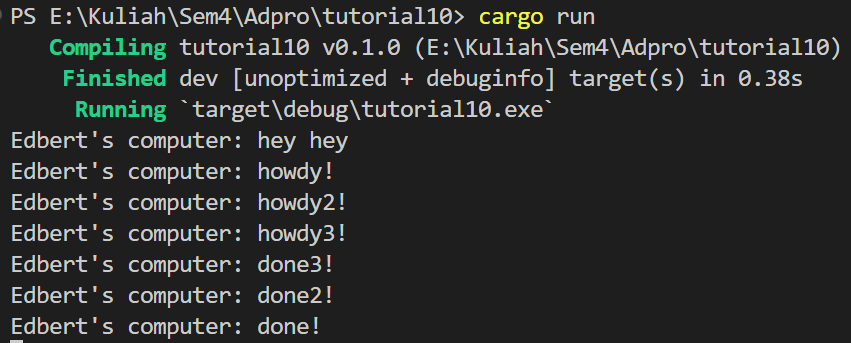 PS E:\Kuliah\Sem4\Adpro\tutorial10> cargo run
Compiling tutorial10 v0.1.0 (E:\Kuliah\Sem4\Adpro\tutorial10)
Finished dev [unoptimized + debuginfo] target(s) in 0.38s
Running `target\debug\tutorial10.exe`
Edbert's computer: hey hey
Edbert's computer: howdy!
Edbert's computer: howdy2!
Edbert's computer: howdy3!
Edbert's computer: done3!
Edbert's computer: done2!
Edbert's computer: done!